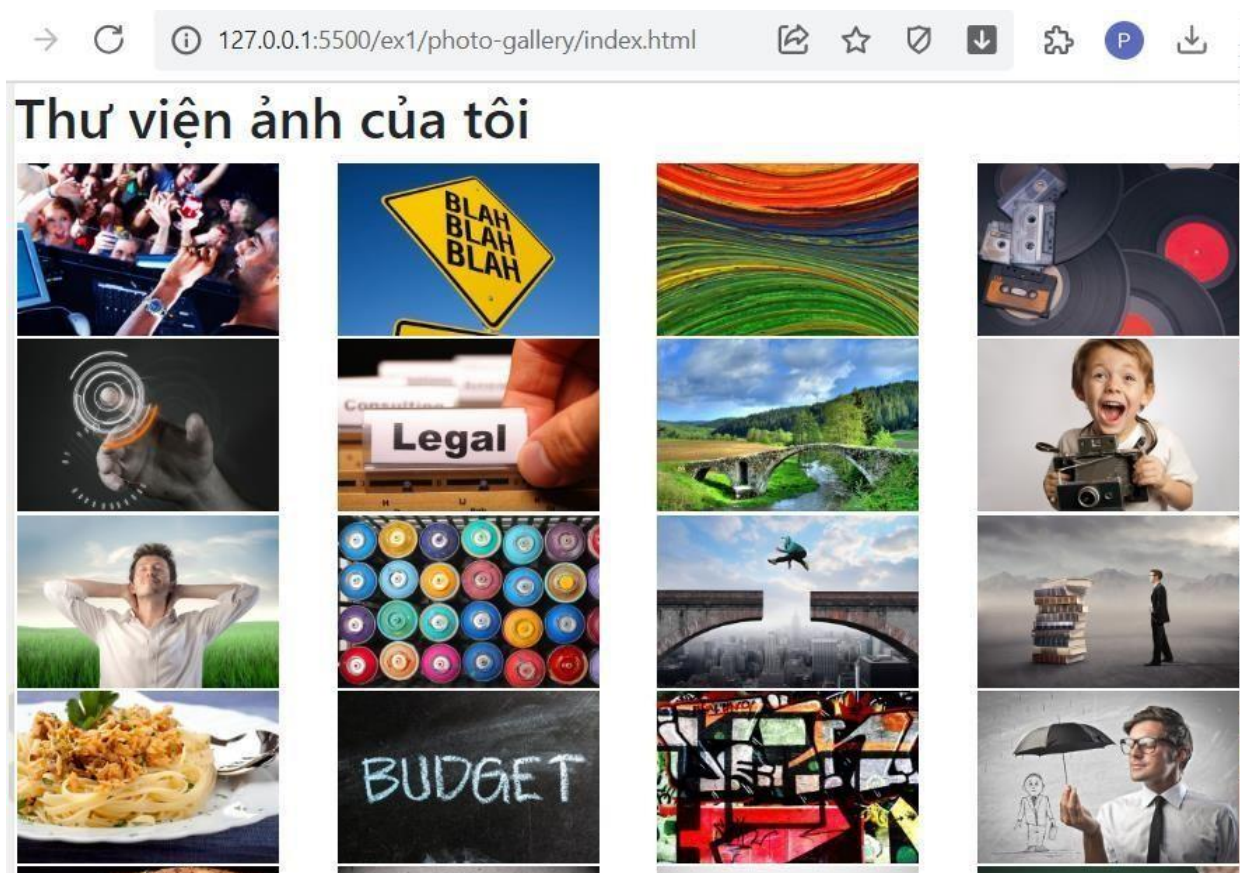 127.0.0.1:5500/ex1/photo-gallery/index.html
P
Thư viện ảnh của tôi
BLAH
BLAH
BLAH
Consulting
Legal
H
U
BUDGET